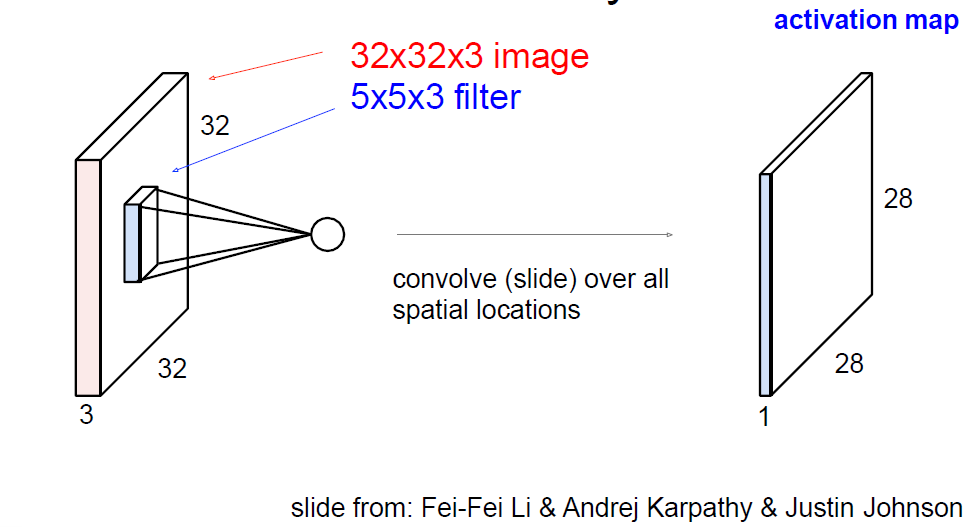 activation map
32x32x3 image
5x5x3 filter
32
28
convolve (slide) over all
spatial locations
32
28
3
1
slide from: Fei-Fei Li & Andrej Karpathy & Justin Johnson